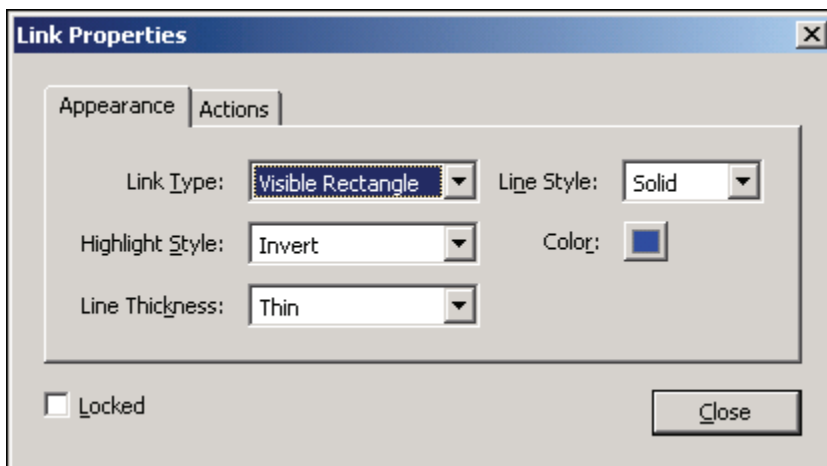 Link Properties
Appearance Actions
Link Type: Visible Rectangle Line Style: Solid
Highlight Style: Invert Color:
Line Thickness: Thin
Locked Close